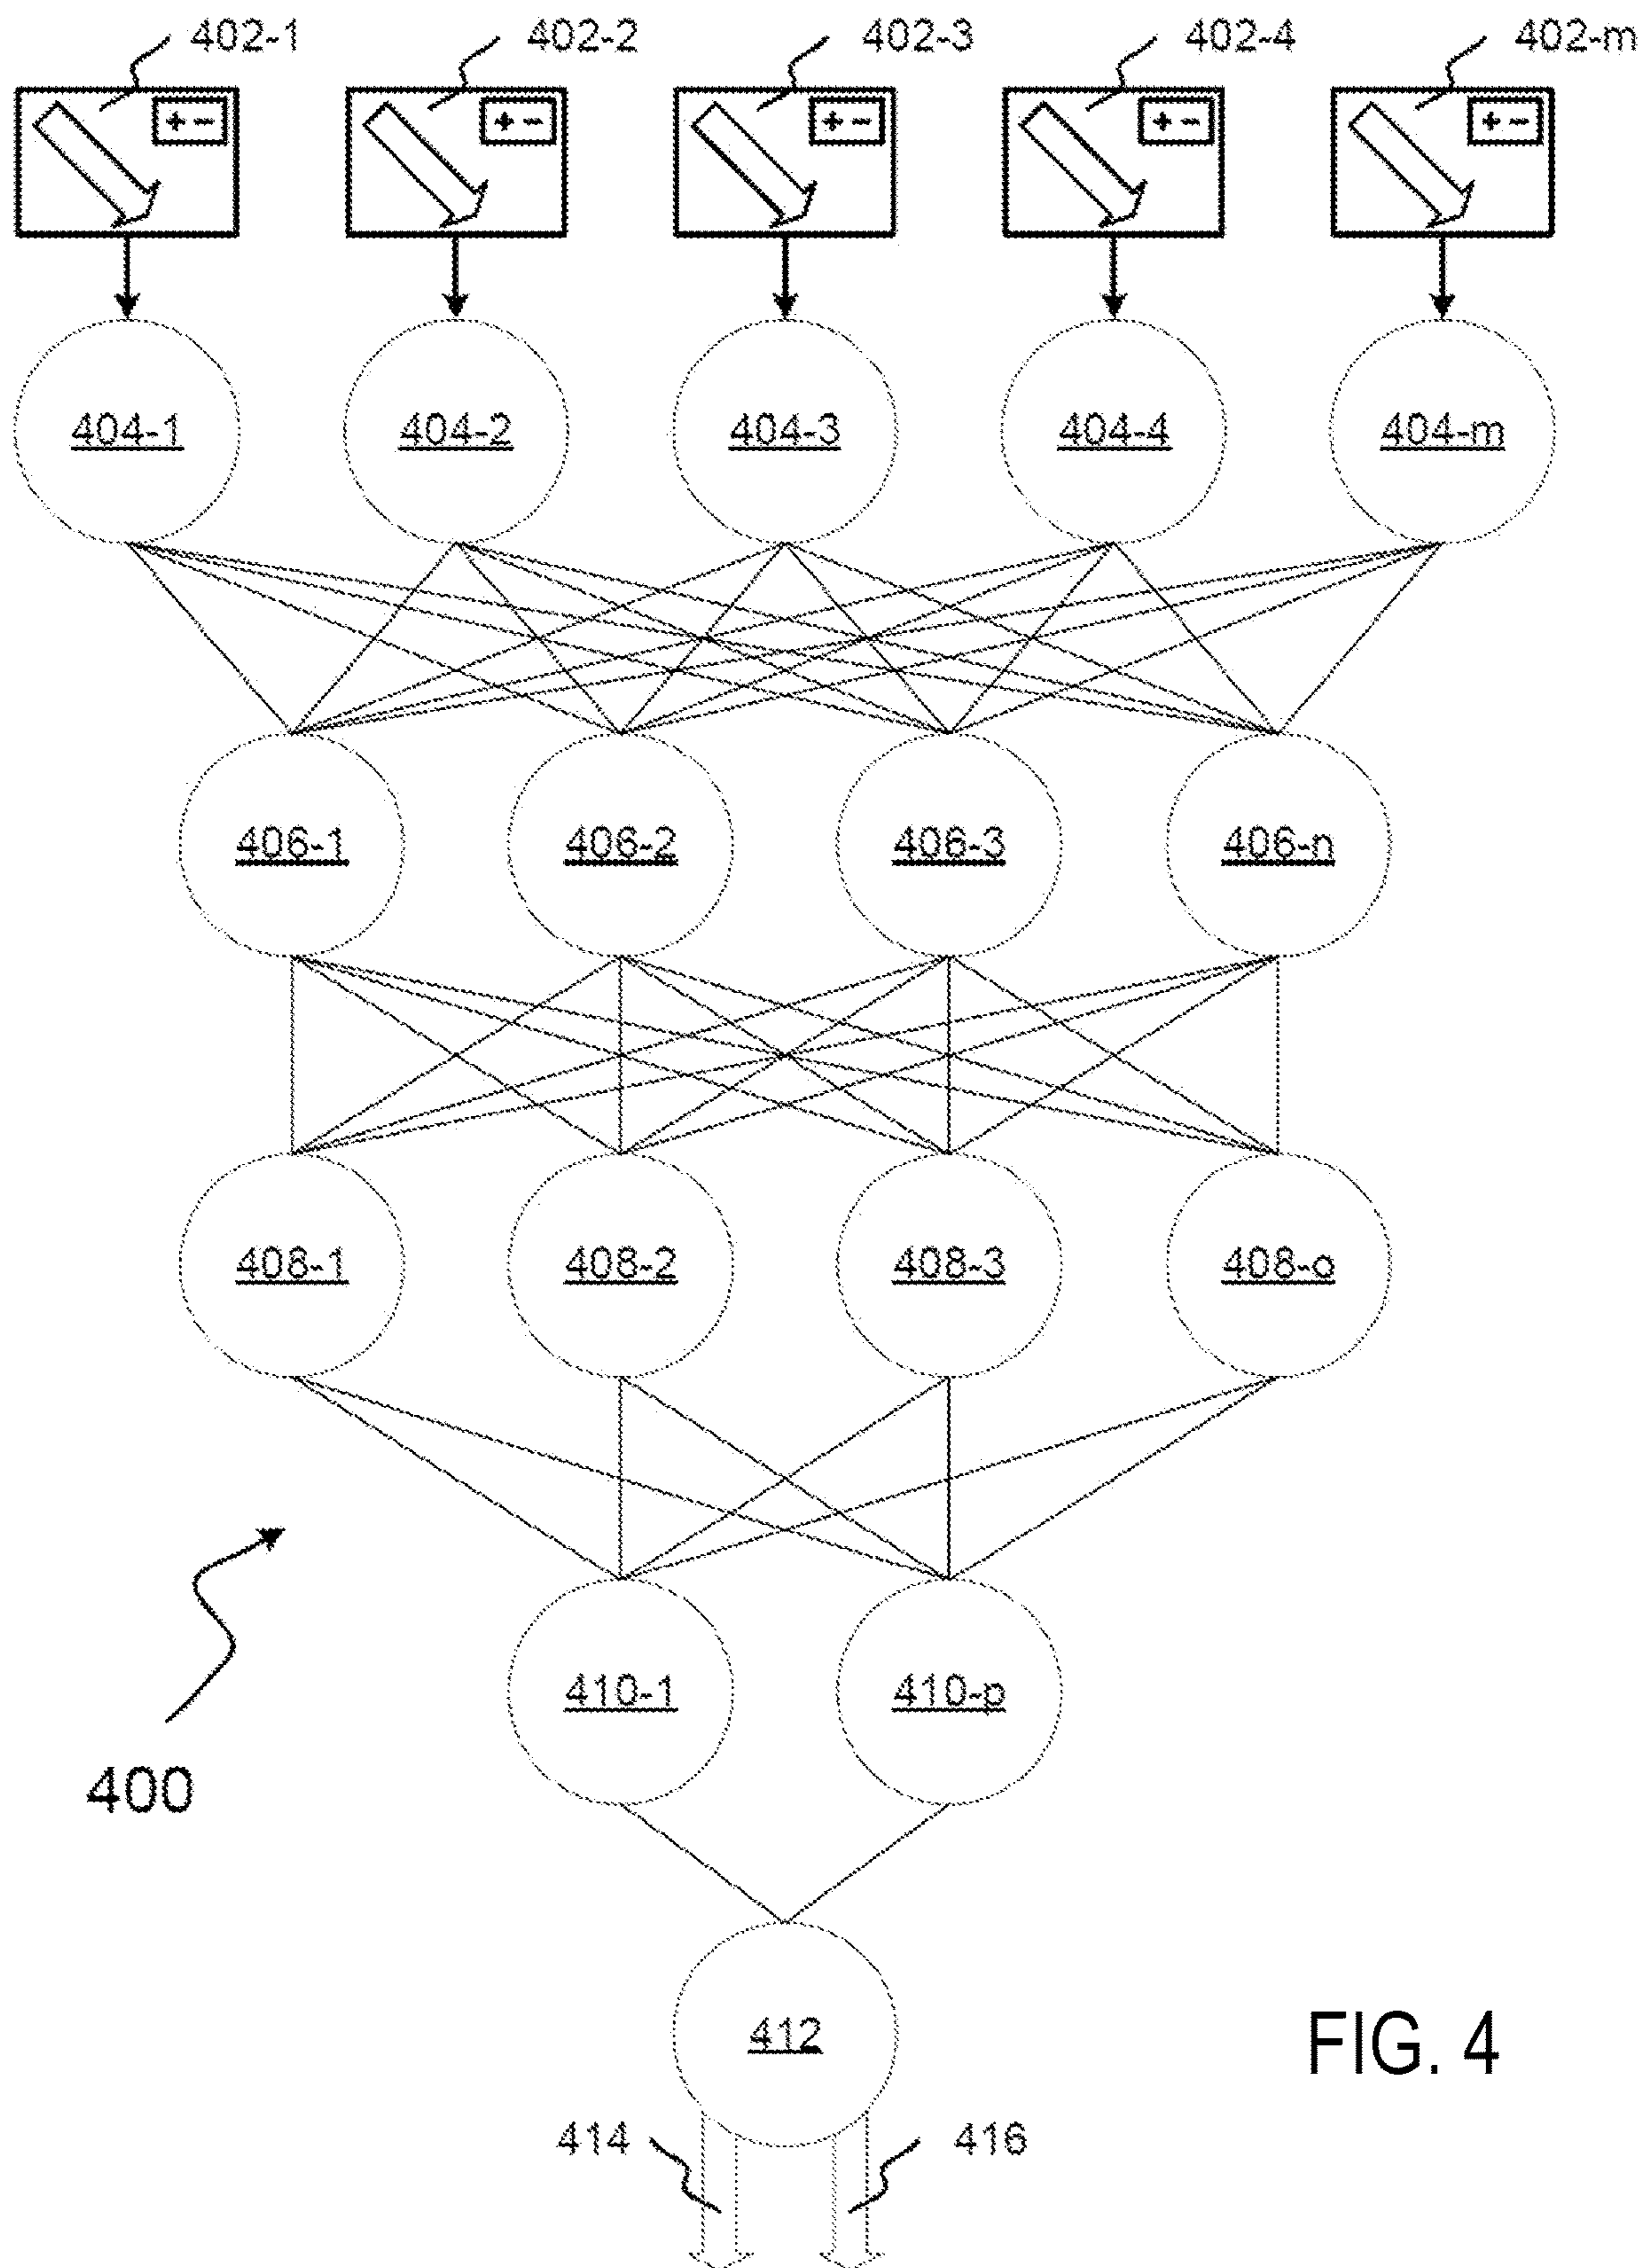 402-1 402-2 402-3 402-4 402-m
+ - + - + - + - + -
404-1 404-2 404-3 404-4 404-m
406-1 406-2 406-3 406-n
408-1 408-2 408-3 408-o
410-1 410-p
400
412
FIG. 4
414 416